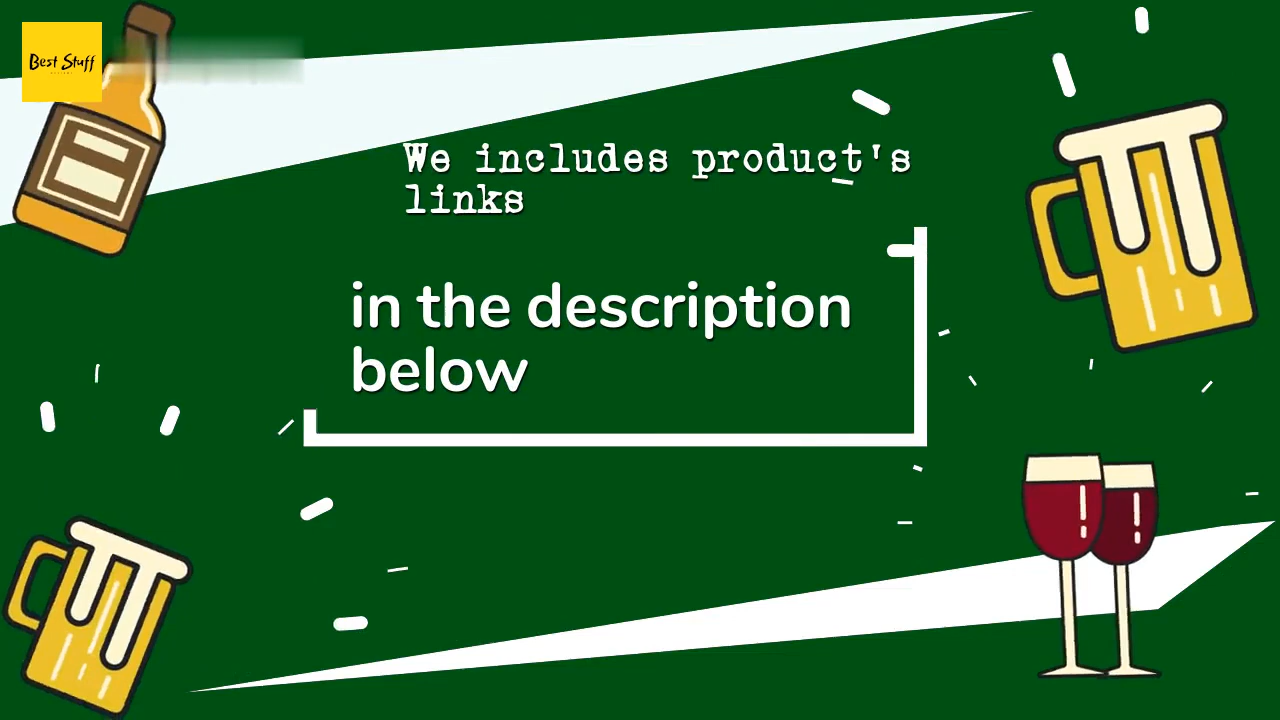 Best Stuff
We includes product's
links
in the description
below